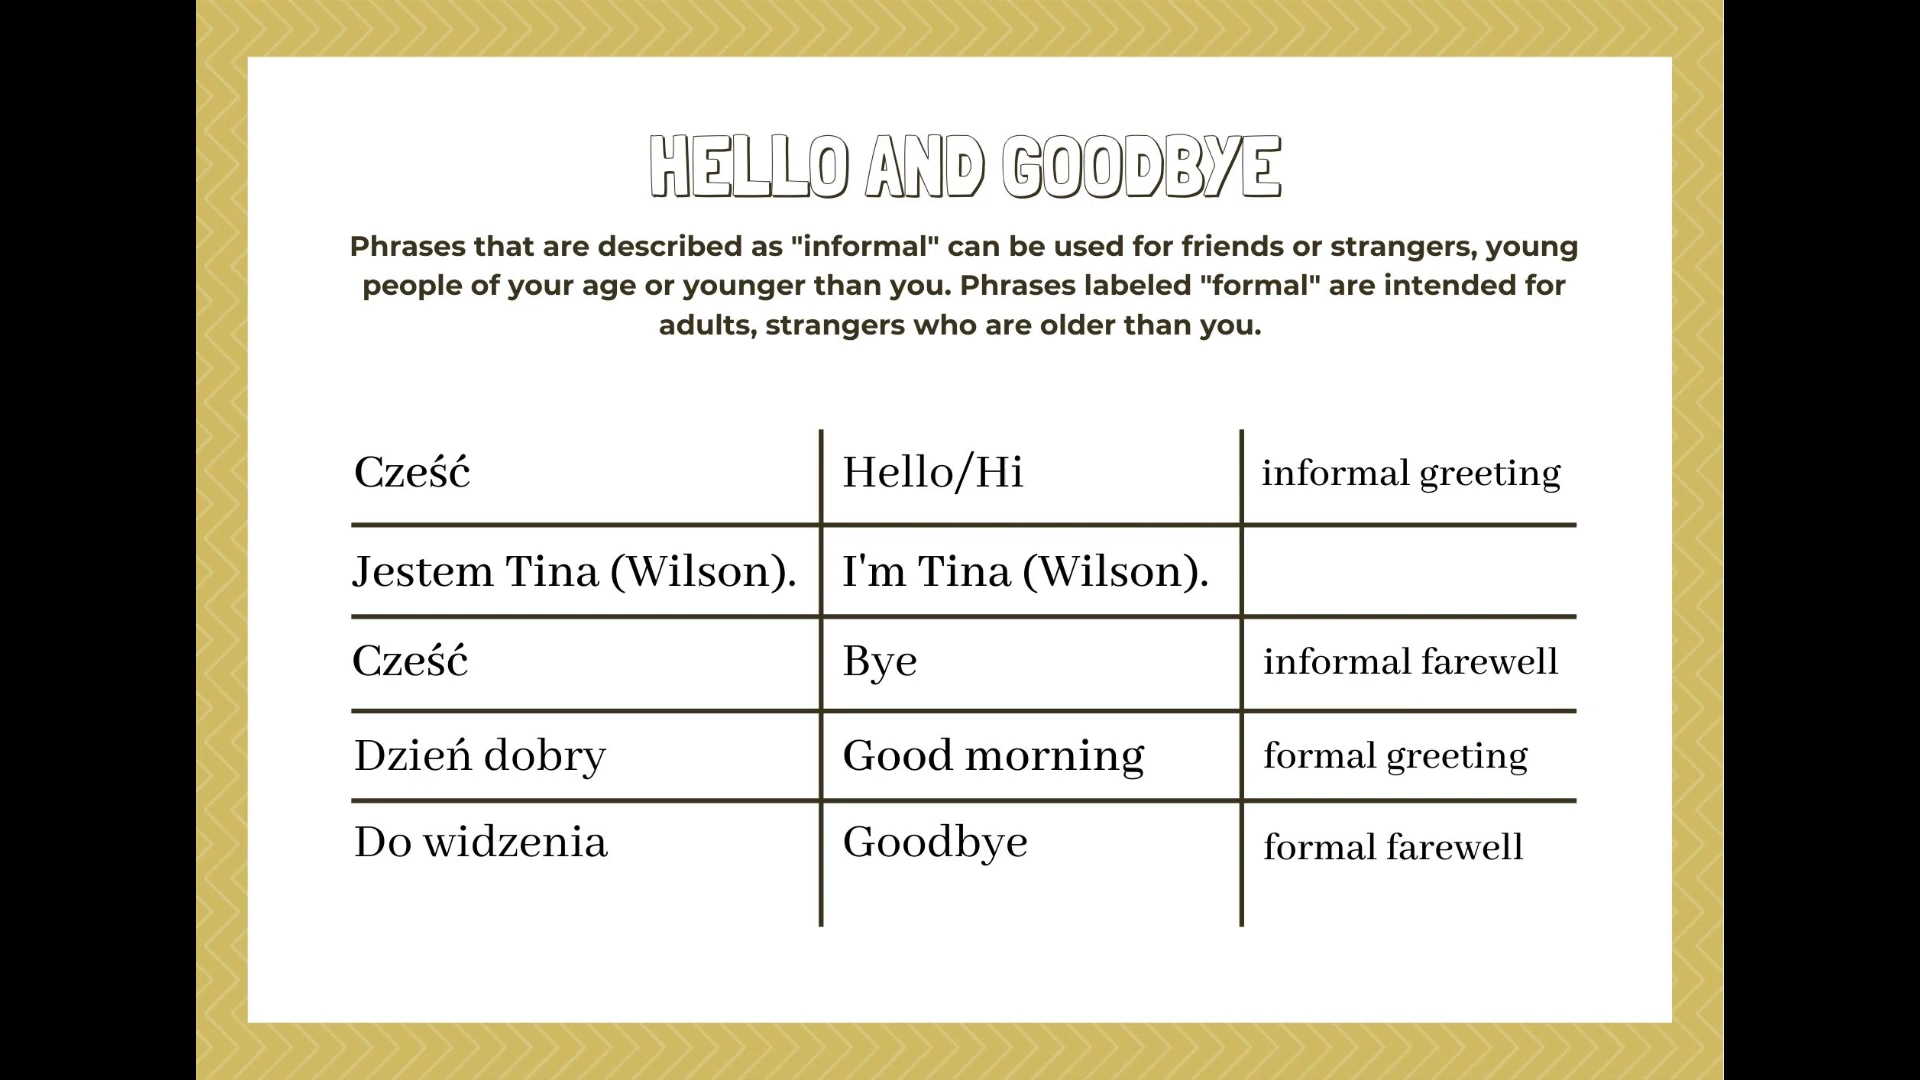 HELLO AND GOODBYE
Phrases that are described as "informal" can be used for friends or strangers, young
people of your age or younger than you. Phrases labeled "formal" are intended for
adults, strangers who are older than you.
Cześć Hello/Hi informal greeting
Jestem Tina (Wilson). I'm Tina (Wilson).
Cześć Bye informal farewell
Dzień dobry Good morning formal greeting
Do widzenia Goodbye formal farewell